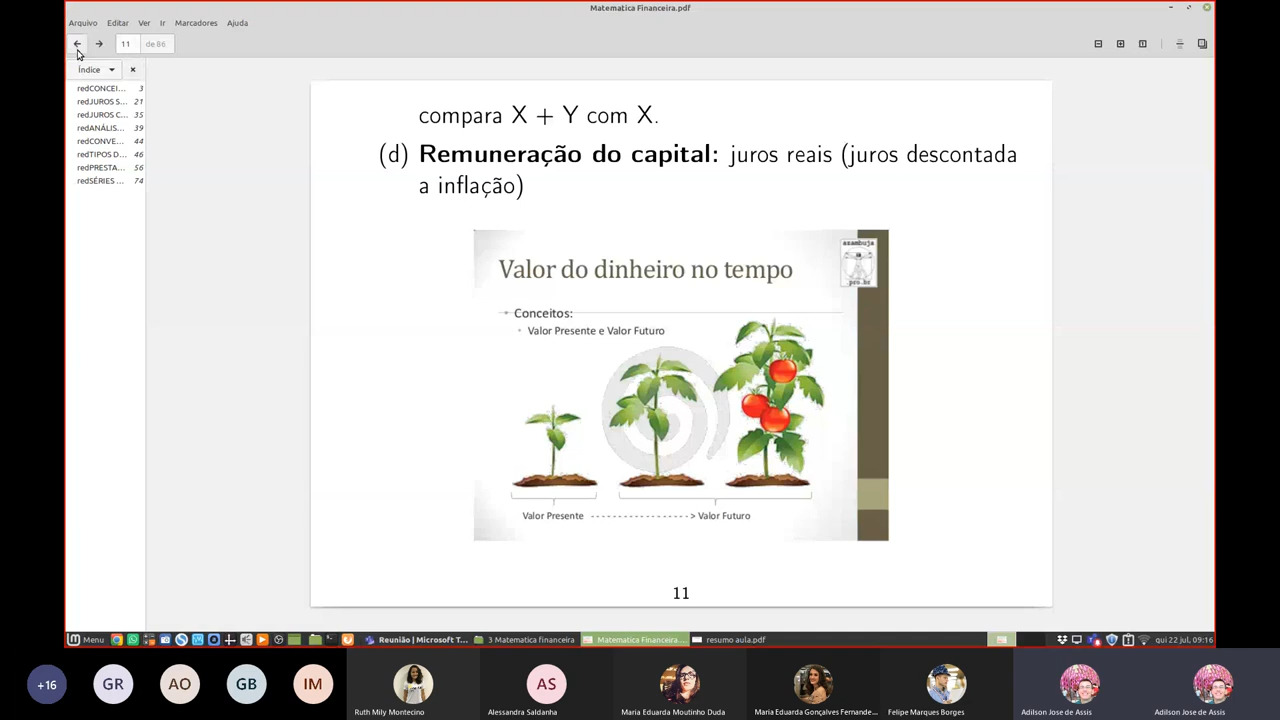 Matematica Financeira.pdf
Arquivo Editar Ver Ir Marcadores Ajuda
11 de 86
Índice
redCONCEI... 3
redJUROS S... 21
redJUROS C... 35
redANÁLIS... 39
redCONVE... 44
redTIPOS D... 46
redPRESTA... 56
redSÉRIES ... 74
compara X + Y com X.
(d) Remuneração do capital: juros reais (juros descontada
a inflação)
azambuja
.pro.br
Valor do dinheiro no tempo
• Conceitos:
• Valor Presente e Valor Futuro
Valor Presente --------------------> Valor Futuro
11
Menu Reunião | Microsoft T... 3 Matematica financeira Matematica Financeira.... resumo aula.pdf qui 22 jul, 09:16
+16 GR AO GB IM AS
Ruth Mily Montecino Alessandra Saldanha Maria Eduarda Moutinho Duda Maria Eduarda Gonçalves Fernande... Felipe Marques Borges Adilson Jose de Assis Adilson Jose de Assis